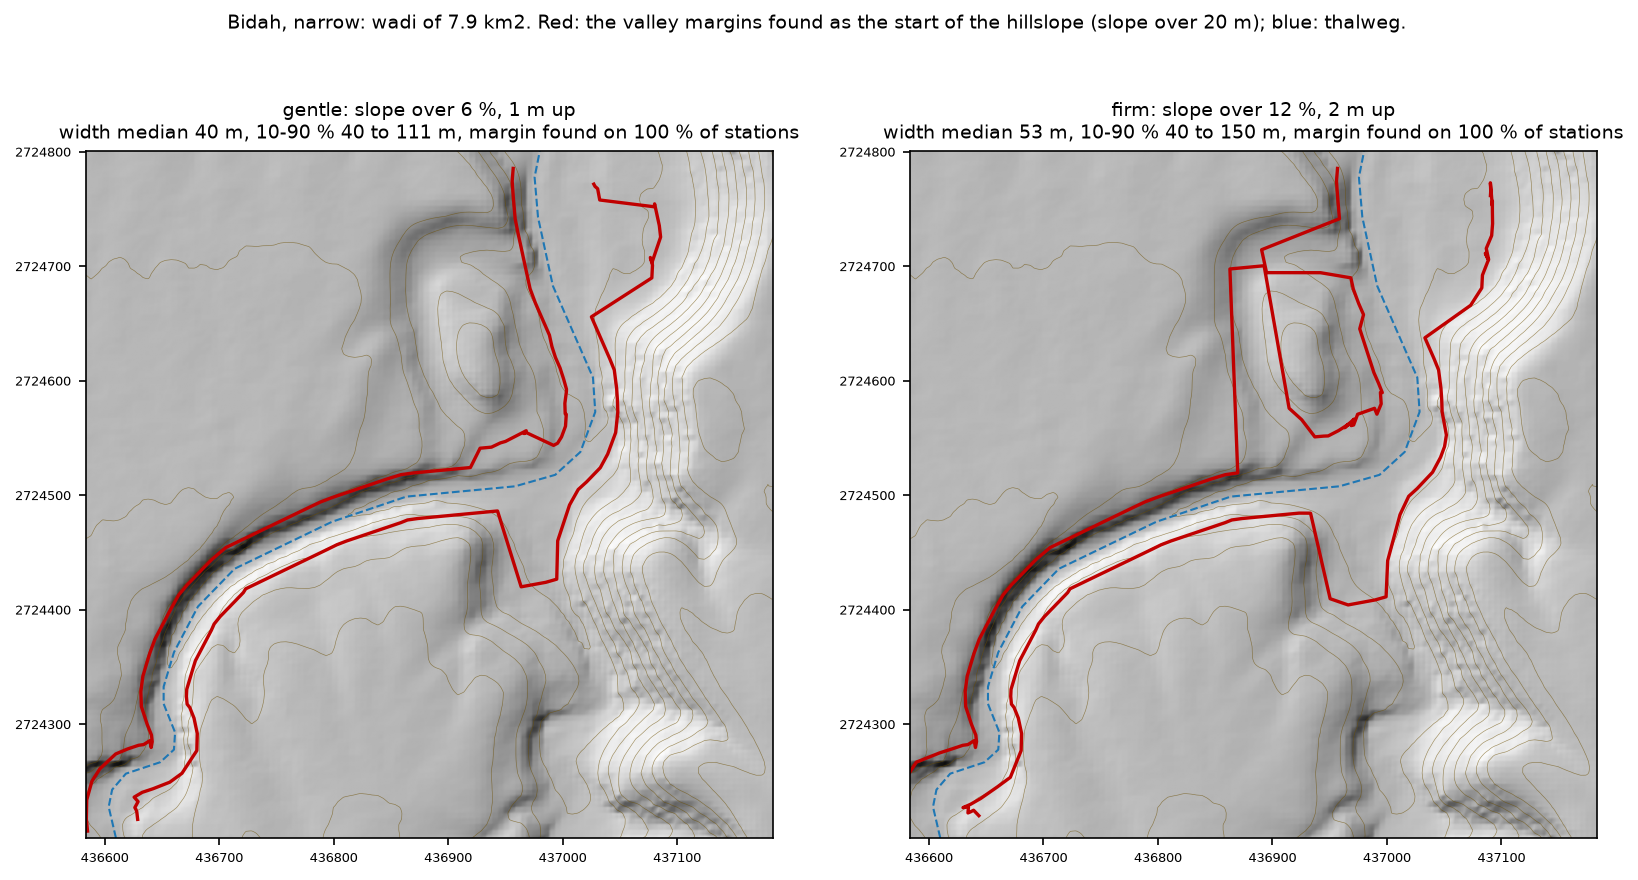 Bidah, narrow: wadi of 7.9 km2. Red: the valley margins found as the start of the hillslope (slope over 20 m); blue: thalweg.
gentle: slope over 6 %, 1 m up
width median 40 m, 10-90 % 40 to 111 m, margin found on 100 % of stations
2724800
2724700
2724600
2724500
2724400
2724300
436600 436700 436800 436900 437000 437100
firm: slope over 12 %, 2 m up
width median 53 m, 10-90 % 40 to 150 m, margin found on 100 % of stations
2724800
2724700
2724600
2724500
2724400
2724300
436600 436700 436800 436900 437000 437100